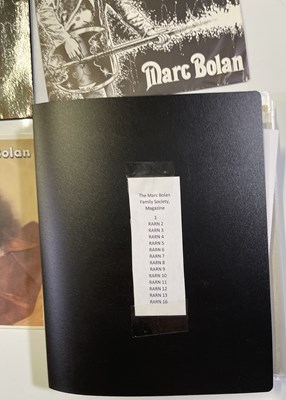 Marc Bolan
olan
The Marc Bolan
Family Society,
Magazine
1
RARN 2
RARN 3
RARN 4
RARN 5
RARN 6
RARN 7
RARN 8
RARN 9
RARN 10
RARN 11
RARN 12
RARN 13
RARN 16